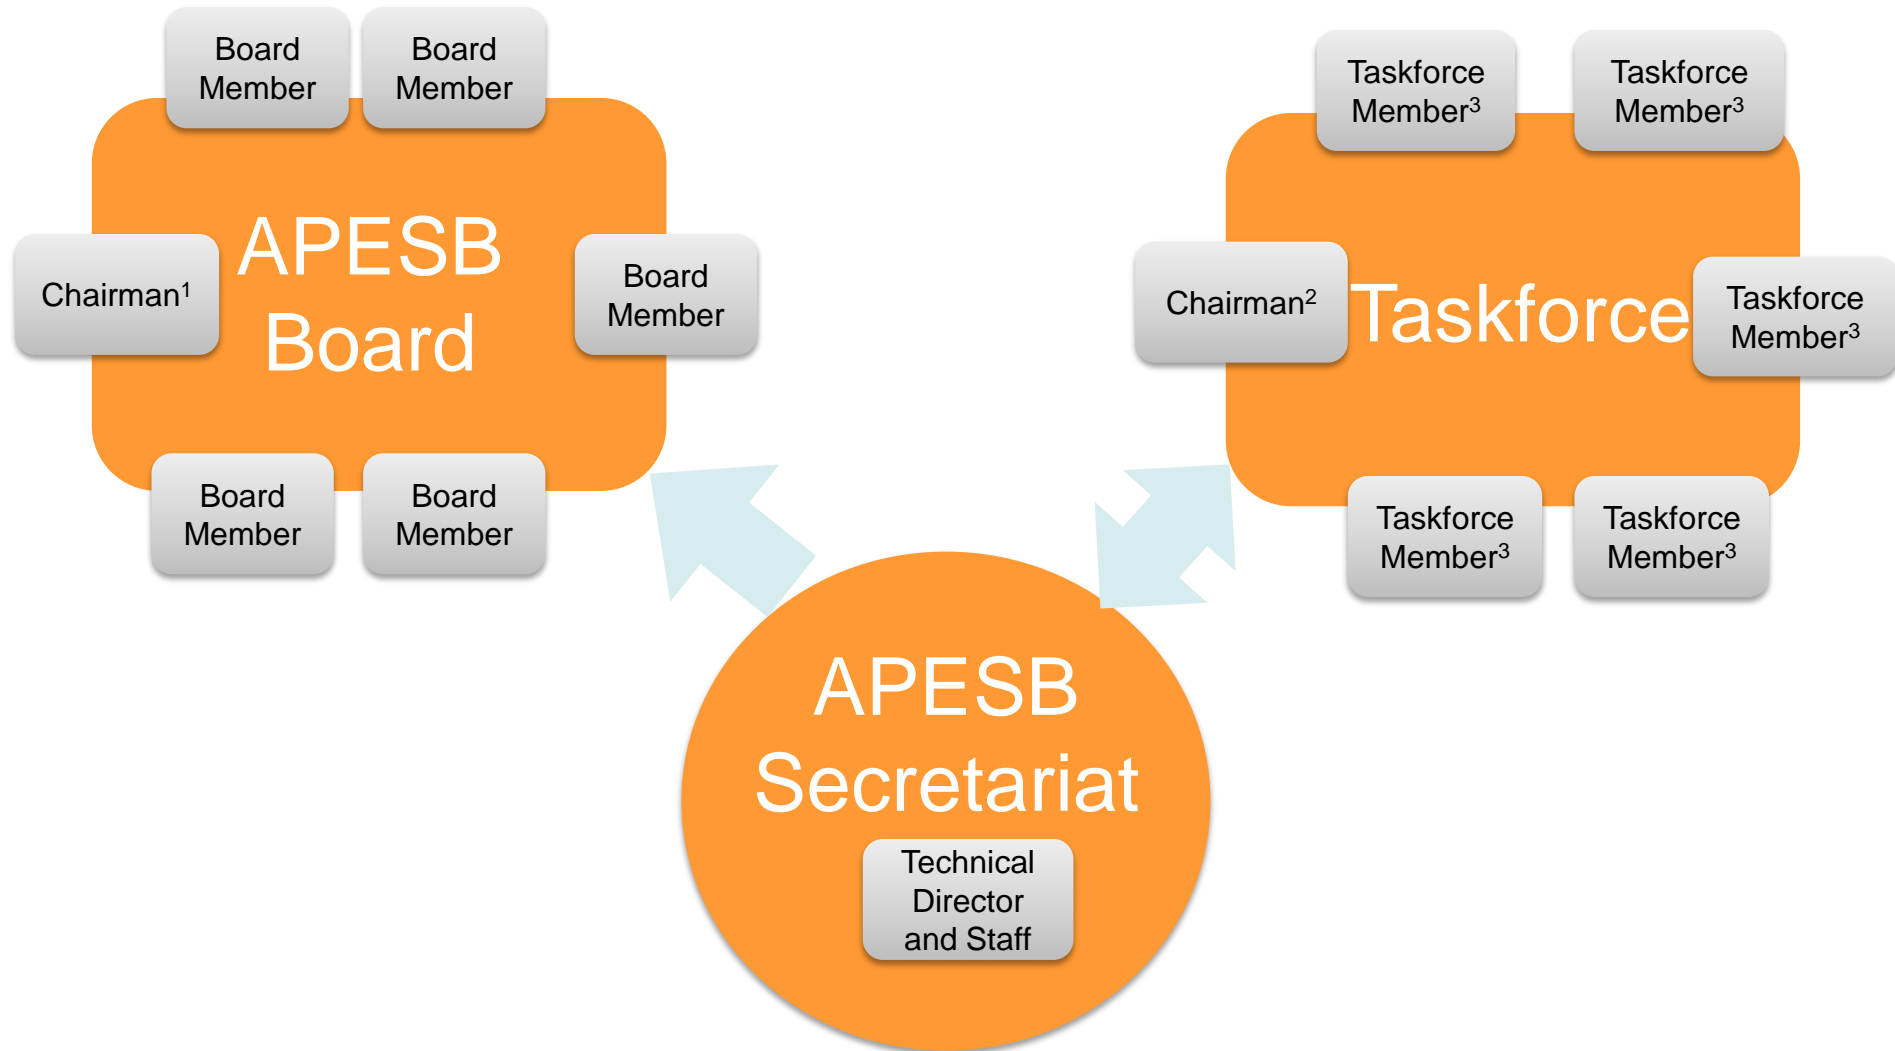 Board
Member
Board
Member
APESB
Board
Chairman¹
Board
Member
Board
Member
Board
Member
Taskforce
Member³
Taskforce
Member³
Chairman²
Taskforce
Taskforce
Member³
Taskforce
Member³
Taskforce
Member³
APESB
Secretariat
Technical
Director
and Staff